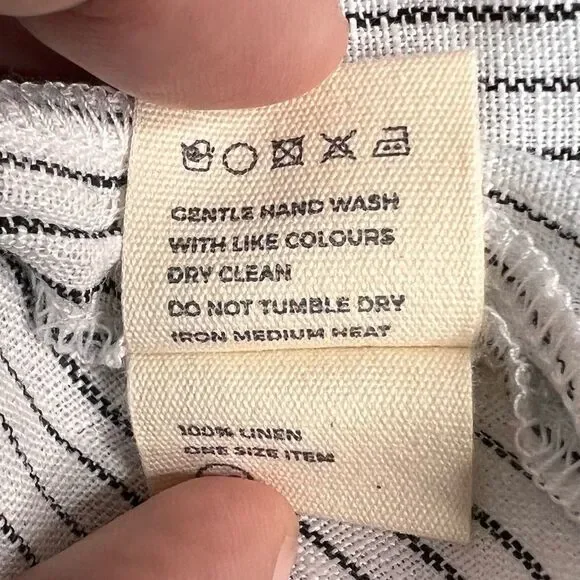 GENTLE HAND WASH
WITH LIKE COLOURS
DRY CLEAN
DO NOT TUMBLE DRY
IRON MEDIUM HEAT
100% LINEN
ONE SIZE ITEM